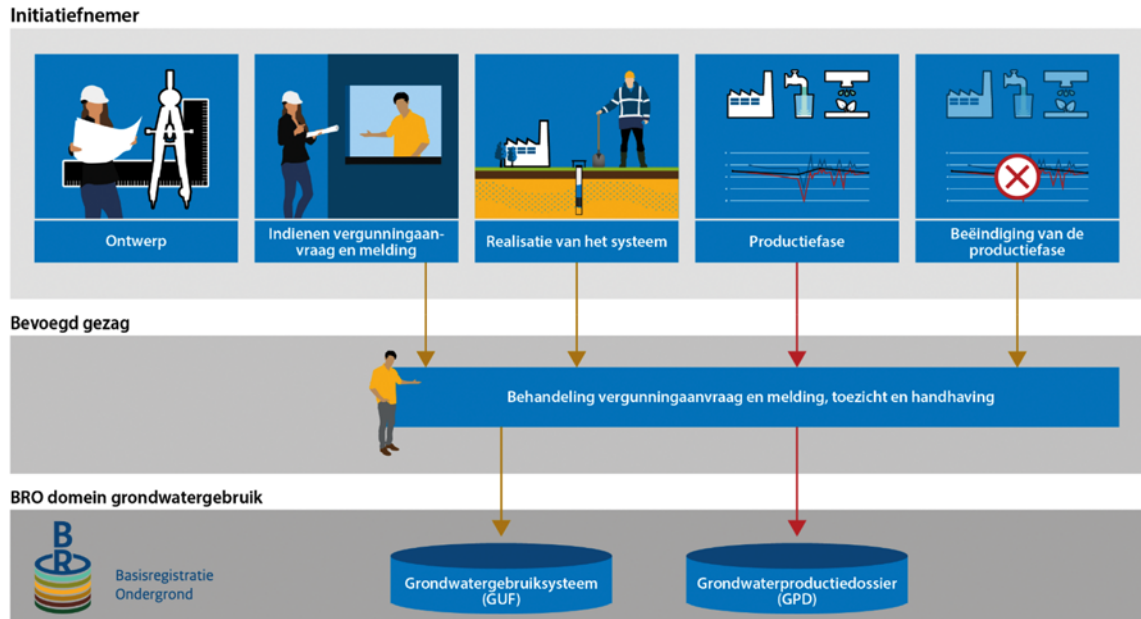 Initiatiefnemer
Ontwerp
Indienen vergunningaan-
vraag en melding
Realisatie van het systeem
Productiefase
Beëindiging van de
productiefase
Bevoegd gezag
Behandeling vergunningaanvraag en melding, toezicht en handhaving
BRO domein grondwatergebruik
B
R
Basisregistratie
Ondergrond
Grondwatergebruiksysteem
(GUF)
Grondwaterproductiedossier
(GPD)